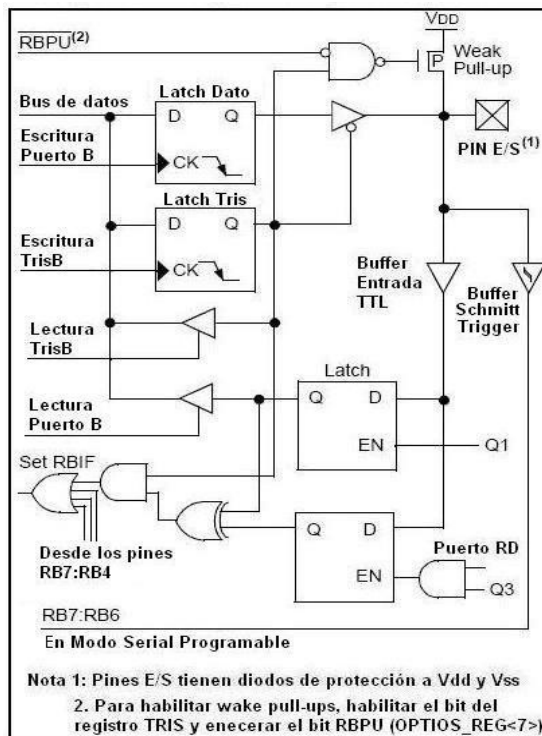 VDD
RBPU(2)
Weak
Pull-up
Bus de datos
Latch Dato
D Q
CK
Escritura
Puerto B
PIN E/S(1)
Latch Tris
D Q
CK
Escritura
TrisB
Buffer
Entrada
TTL
Buffer
Schmitt
Trigger
Lectura
TrisB
Latch
Q D
EN
Q1
Lectura
Puerto B
Set RBIF
Q D
EN
Puerto RD
Q3
Desde los pines
RB7:RB4
RB7:RB6
En Modo Serial Programable
Nota 1: Pines E/S tienen diodos de protección a Vdd y Vss
2. Para habilitar wake pull-ups, habilitar el bit del
registro TRIS y enecerar el bit RBPU (OPTIOS_REG<7>)
P